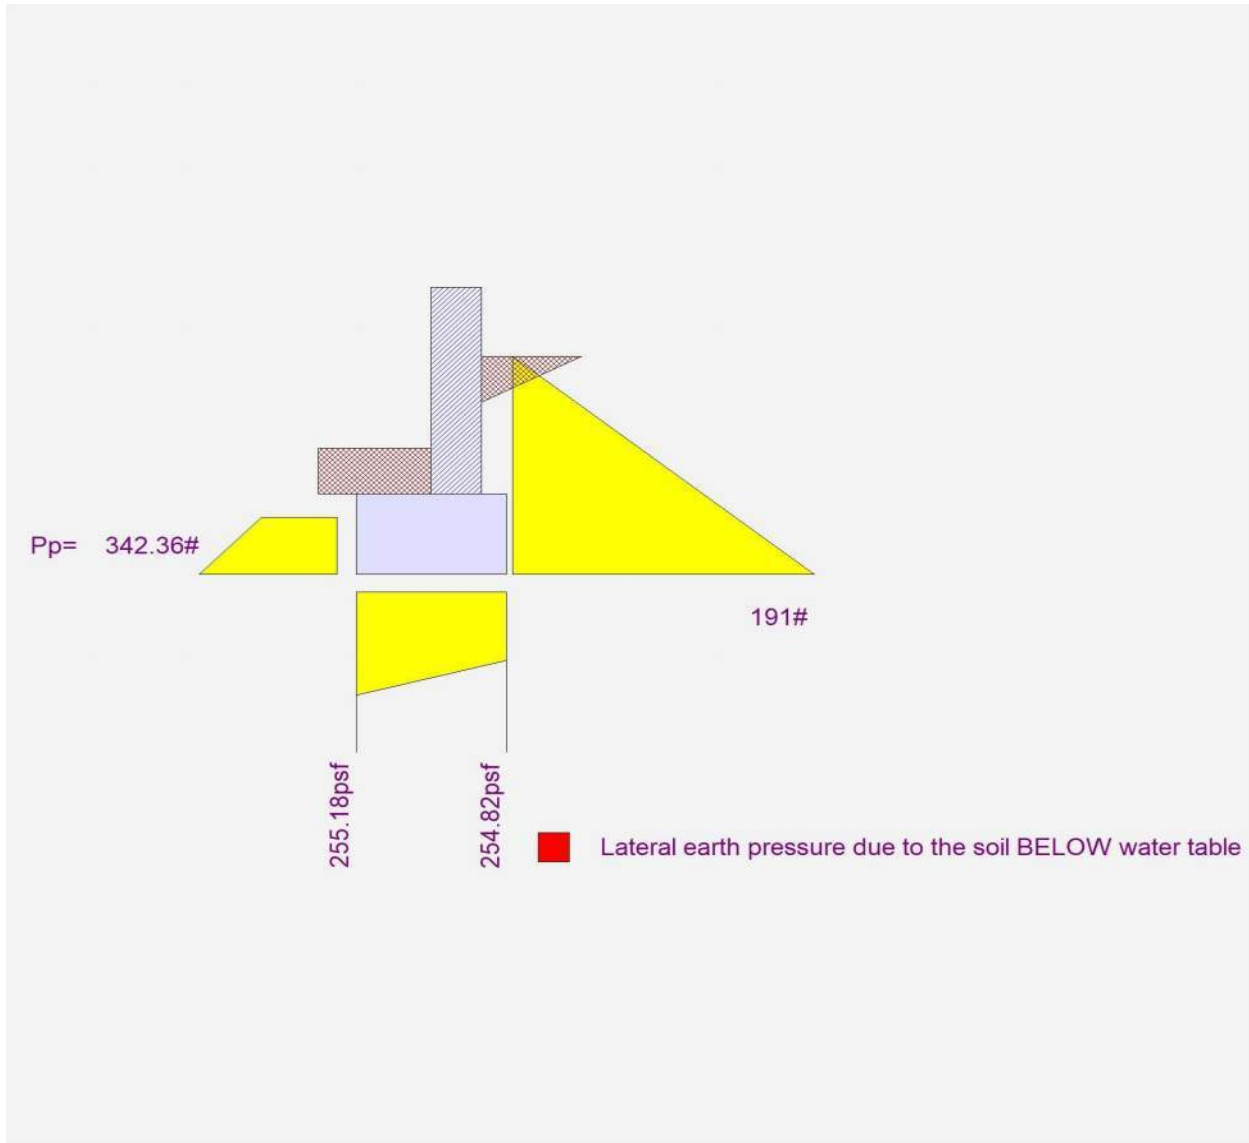 Pp= 342.36#
191#
255.18psf
254.82psf
Lateral earth pressure due to the soil BELOW water table